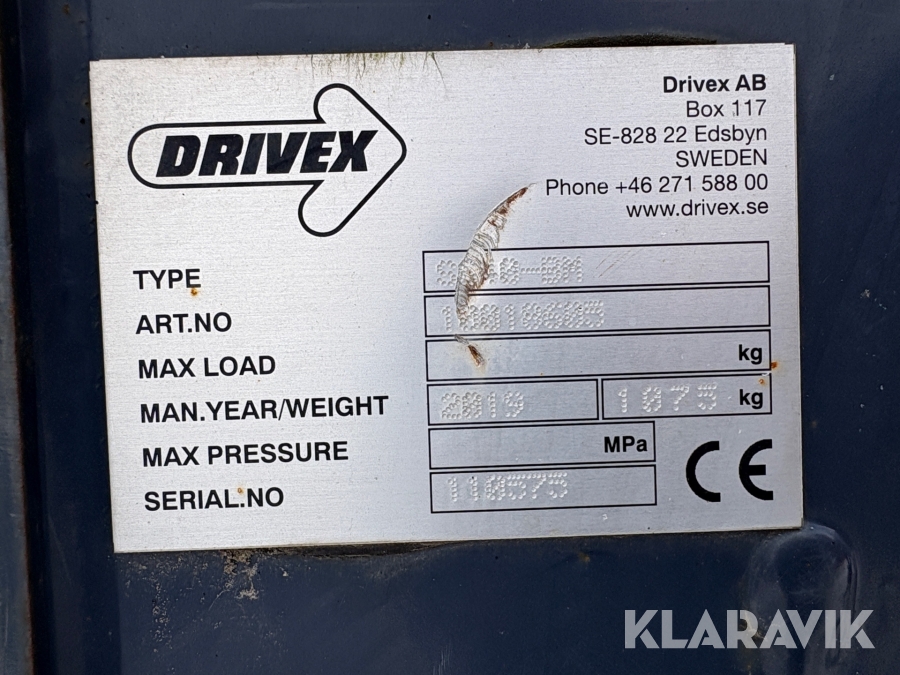 DRIVEX
Drivex AB
Box 117
SE-828 22 Edsbyn
SWEDEN
Phone +46 271 588 00
www.drivex.se
TYPE
ART.NO
MAX LOAD kg
MAN.YEAR/WEIGHT 2019 1075 kg
MAX PRESSURE MPa
SERIAL.NO 110575
CE
KLARAVIK